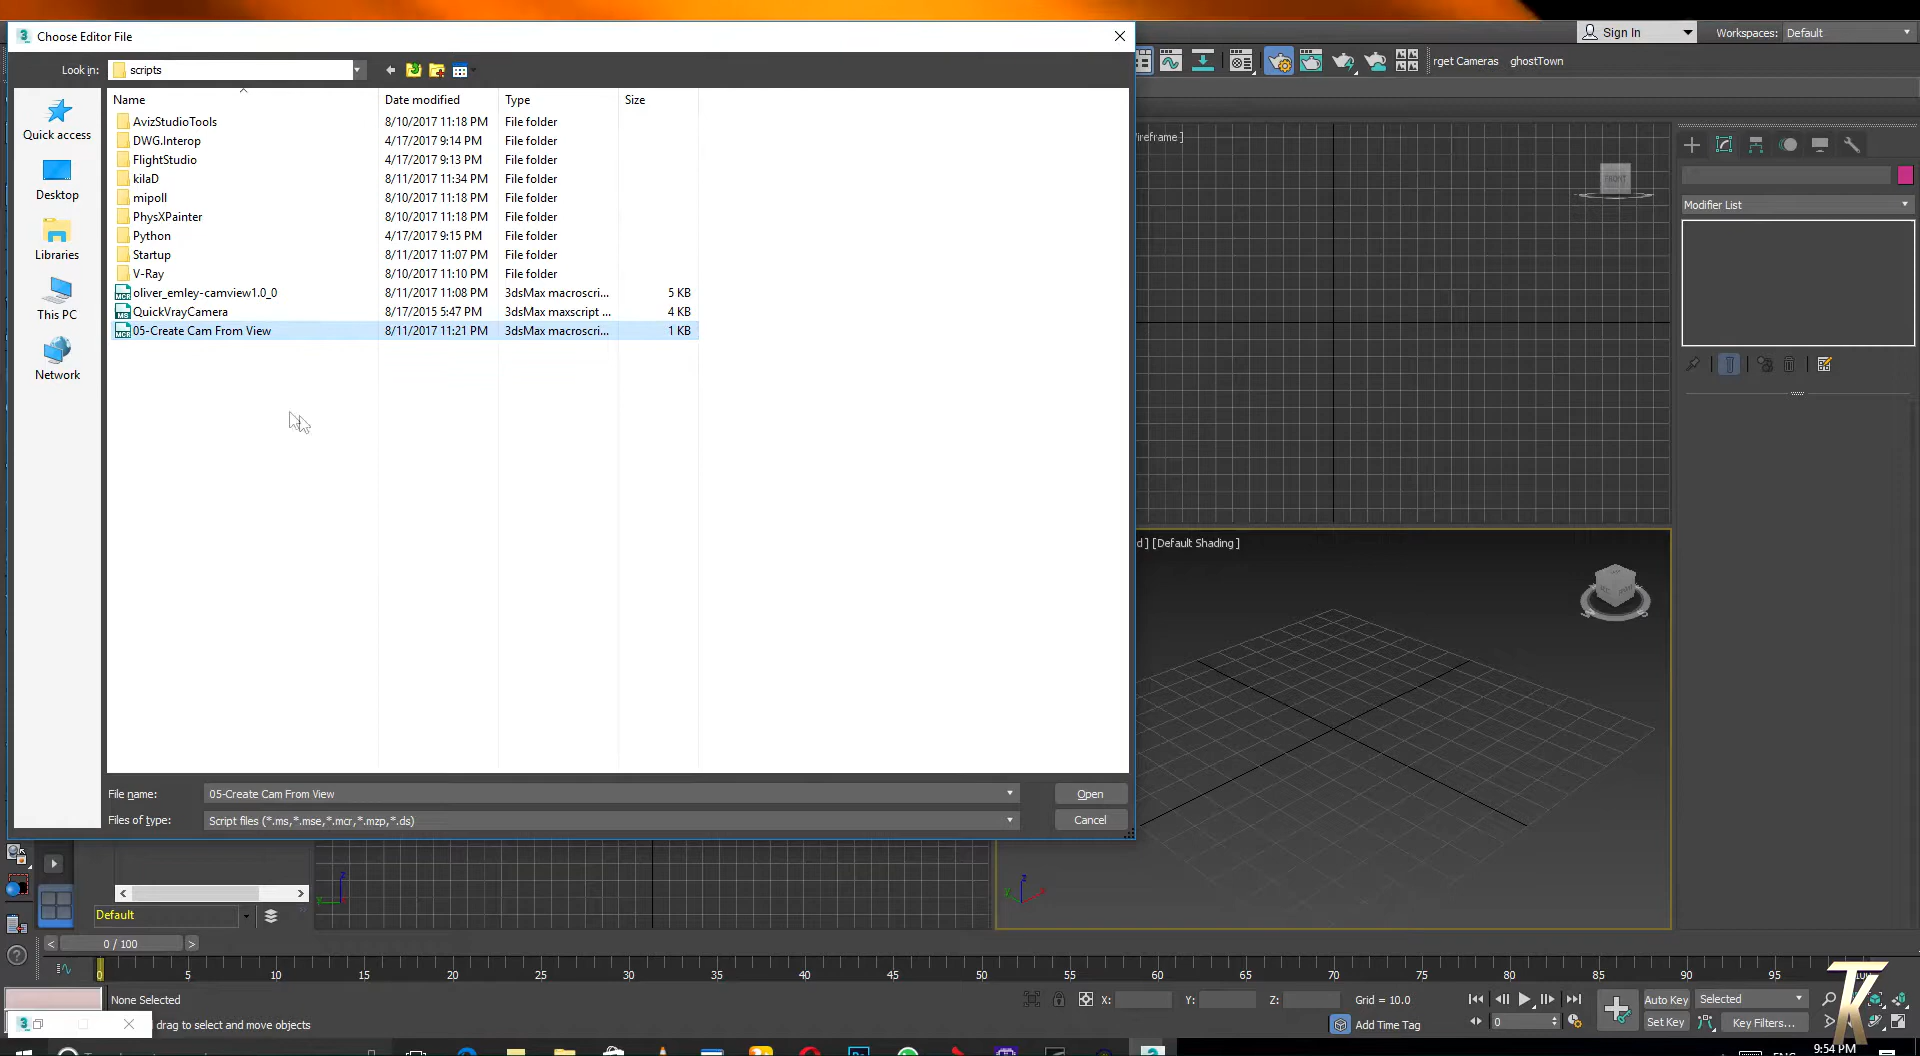 Choose Editor File
Sign In
Workspaces: Default
Look in: scripts
rget Cameras ghostTown
Name Date modified Type Size
Quick access
Desktop
Libraries
This PC
Network
AvizStudioTools 8/10/2017 11:18 PM File folder
DWG.Interop 4/17/2017 9:14 PM File folder
FlightStudio 4/17/2017 9:13 PM File folder
kilaD 8/11/2017 11:34 PM File folder
mipoll 8/10/2017 11:18 PM File folder
PhysXPainter 8/10/2017 11:18 PM File folder
Python 4/17/2017 9:15 PM File folder
Startup 8/11/2017 11:07 PM File folder
V-Ray 8/10/2017 11:10 PM File folder
oliver_emley-camview1.0_0 8/11/2017 11:08 PM 3dsMax macroscri... 5 KB
QuickVrayCamera 8/17/2015 5:47 PM 3dsMax maxscript ... 4 KB
05-Create Cam From View 8/11/2017 11:21 PM 3dsMax macroscri... 1 KB
ireframe ]
FRONT
Modifier List
d ] [Default Shading ]
File name: 05-Create Cam From View Open
Files of type: Script files (*.ms,*.mse,*.mcr,*.mzp,*.ds) Cancel
Default
0 / 100
0 5 10 15 20 25 30 35 40 45 50 55 60 65 70 75 80 85 90 95 100
None Selected X: Y: Z: Grid = 10.0 Auto Key Selected
drag to select and move objects Add Time Tag 0 Set Key Key Filters...
TK
9:54 PM